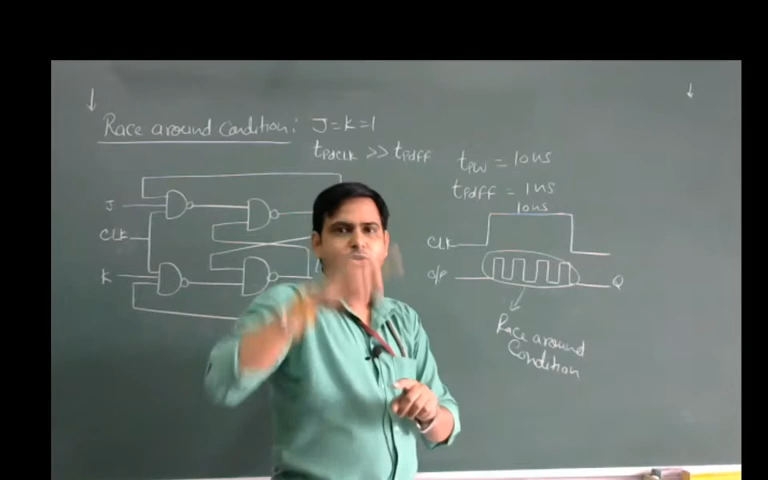 Race around Condition: J=K=1
tpdclk >> tpdff
tpw = 10ns
tpdff = 1ns
10ns
J
CLK
K
CLK
O/P
Q
Race around
Condition